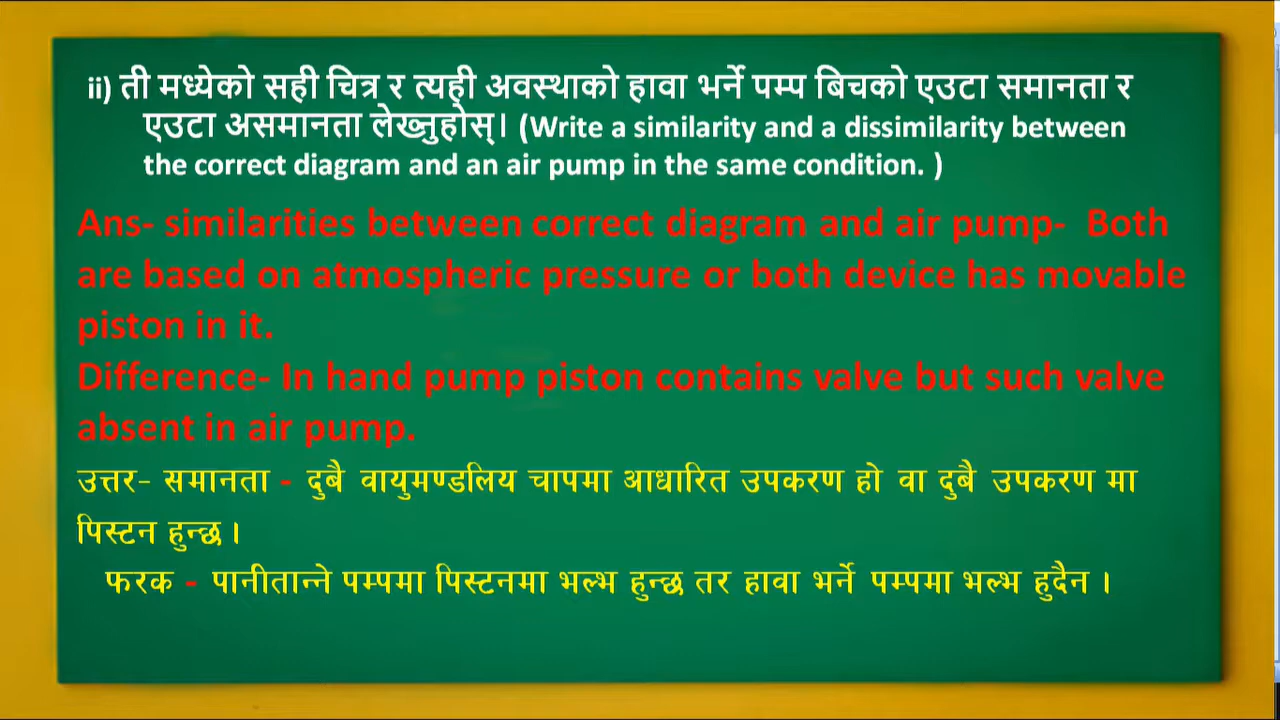 ii) ती मध्येको सही चित्र र त्यही अवस्थाको हावा भर्ने पम्प बिचको एउटा समानता र
एउटा असमानता लेख्नुहोस्। (Write a similarity and a dissimilarity between
the correct diagram and an air pump in the same condition. )
Ans- similarities between correct diagram and air pump- Both
are based on atmospheric pressure or both device has movable
piston in it.
Difference- In hand pump piston contains valve but such valve
absent in air pump.
उत्तर- समानता - दुबै वायुमण्डलिय चापमा आधारित उपकरण हो वा दुबै उपकरण मा
पिस्टन हुन्छ ।
फरक - पानीतान्ने पम्पमा पिस्टनमा भल्भ हुन्छ तर हावा भर्ने पम्पमा भल्भ हुदैन ।